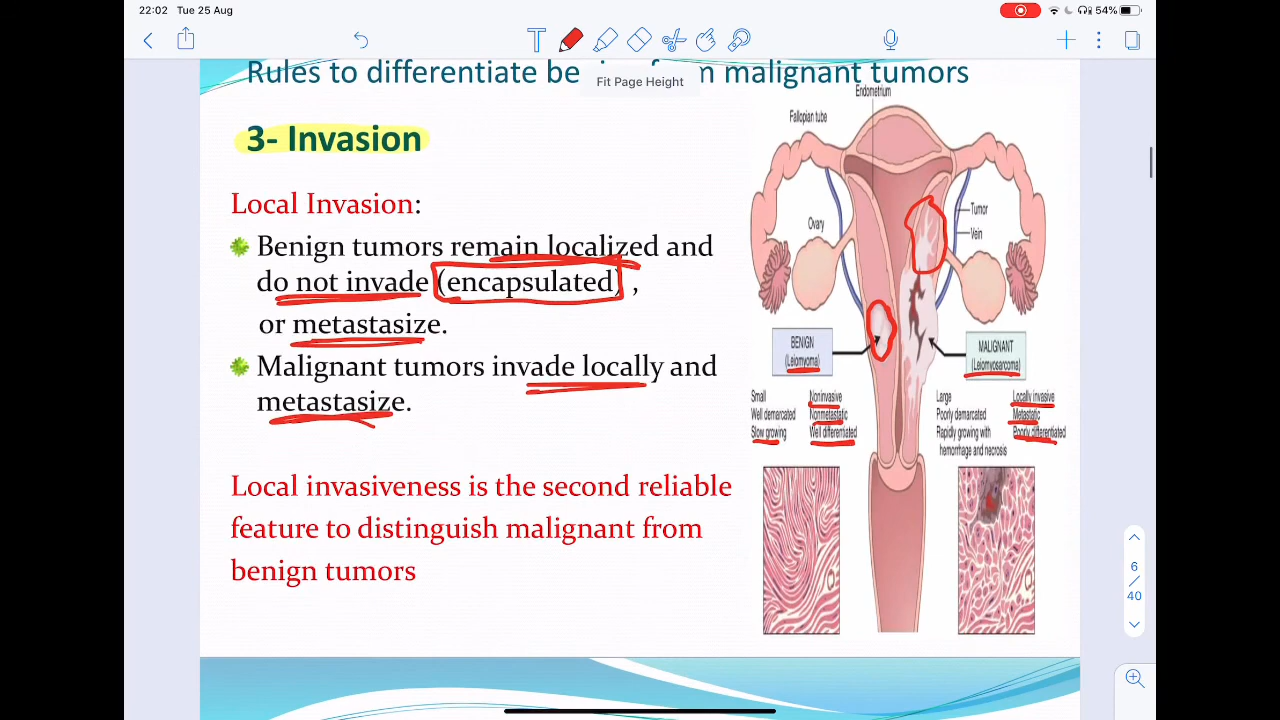 22:02 Tue 25 Aug
54%
Rules to differentiate be
n malignant tumors
Fit Page Height
3- Invasion
Local Invasion:
Benign tumors remain localized and
do not invade (encapsulated) ,
or metastasize.
Malignant tumors invade locally and
metastasize.
Local invasiveness is the second reliable
feature to distinguish malignant from
benign tumors
Endometrium
Fallopian tube
Ovary
Tumor
Vein
BENIGN
(Leiomyoma)
MALIGNANT
(Leiomyosarcoma)
Small
Well demarcated
Slow growing
Noninvasive
Nonmetastatic
Well differentiated
Large
Poorly demarcated
Rapidly growing with
hemorrhage and necrosis
Locally invasive
Metastatic
Poorly differentiated
6
/
40